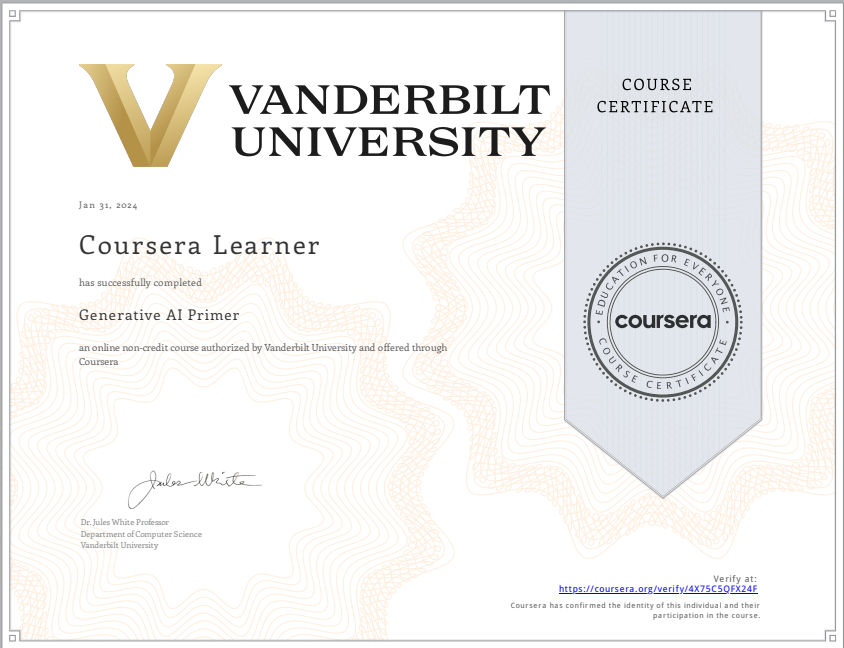 VANDERBILT
UNIVERSITY
COURSE
CERTIFICATE
Jan 31, 2024
Coursera Learner
has successfully completed
Generative AI Primer
an online non-credit course authorized by Vanderbilt University and offered through
Coursera
EDUCATION FOR EVERYONE
coursera
COURSE CERTIFICATE
Jules White
Dr. Jules White Professor
Department of Computer Science
Vanderbilt University
Verify at:
https://coursera.org/verify/4X75C5QFX24F
Coursera has confirmed the identity of this individual and their
participation in the course.